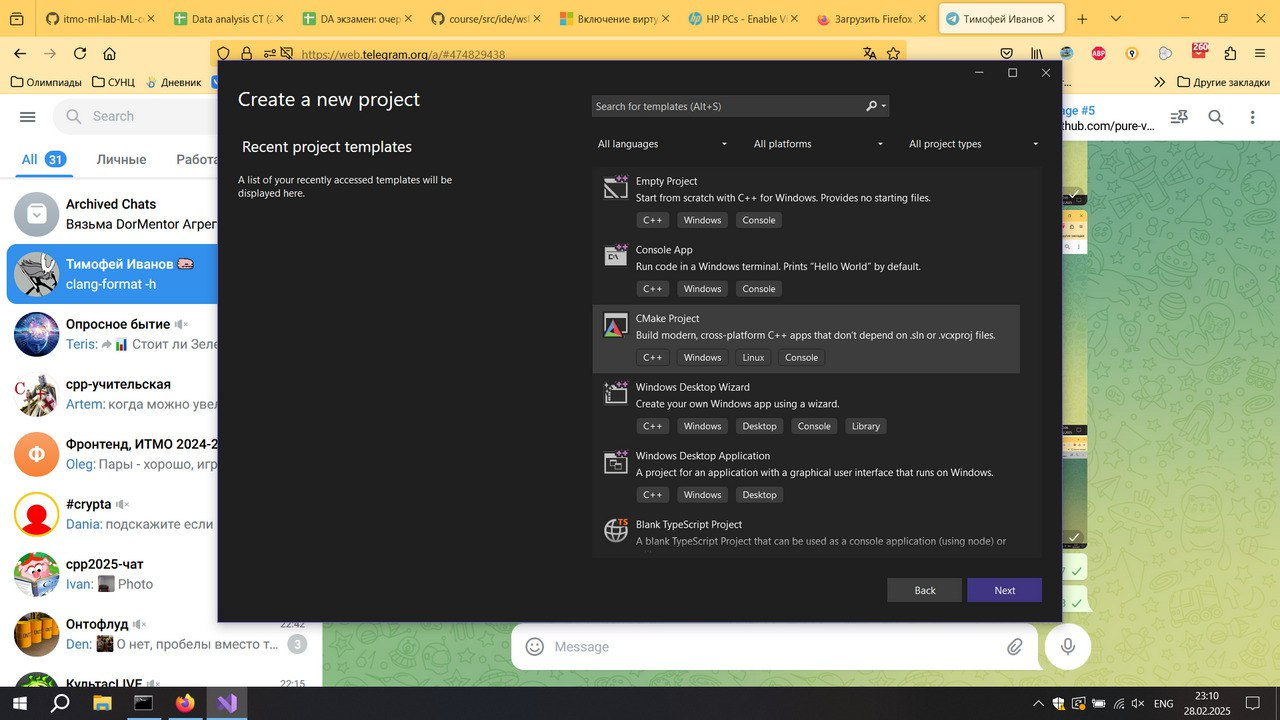 itmo-ml-lab-ML-c
Data analysis CT (2
DA экзамен: очер
course/src/ide/wsl
Включение вирту
HP PCs - Enable V
Загрузить Firefox
Тимофей Иванов
https://web.telegram.org/a/#474829438
ABP
260
Олимпиады
СУНЦ
Дневник
Другие закладки
Search
All 31
Личные
Работа
Archived Chats
Вязьма DorMentor Агрег
Тимофей Иванов
clang-format -h
Опросное бытие
Teris: Стоит ли Зеле
cpp-учительская
Artem: когда можно увел
Фронтенд, ИТМО 2024-2
Oleg: Пары - хорошо, игр
#crypta
Dania: подскажите если
cpp2025-чат
Ivan: Photo
Онтофлуд
22:42
Den: О нет, пробелы вместо т...
3
КультасLIVE
22:15
age #5
thub.com/pure-v...
Create a new project
Recent project templates
A list of your recently accessed templates will be
displayed here.
Search for templates (Alt+S)
All languages
All platforms
All project types
Empty Project
Start from scratch with C++ for Windows. Provides no starting files.
C++ Windows Console
Console App
Run code in a Windows terminal. Prints "Hello World" by default.
C++ Windows Console
CMake Project
Build modern, cross-platform C++ apps that don't depend on .sln or .vcxproj files.
C++ Windows Linux Console
Windows Desktop Wizard
Create your own Windows app using a wizard.
C++ Windows Desktop Console Library
Windows Desktop Application
A project for an application with a graphical user interface that runs on Windows.
C++ Windows Desktop
TS
Blank TypeScript Project
A blank TypeScript Project that can be used as a console application (using node) or
Back
Next
Message
ENG
23:10
28.02.2025